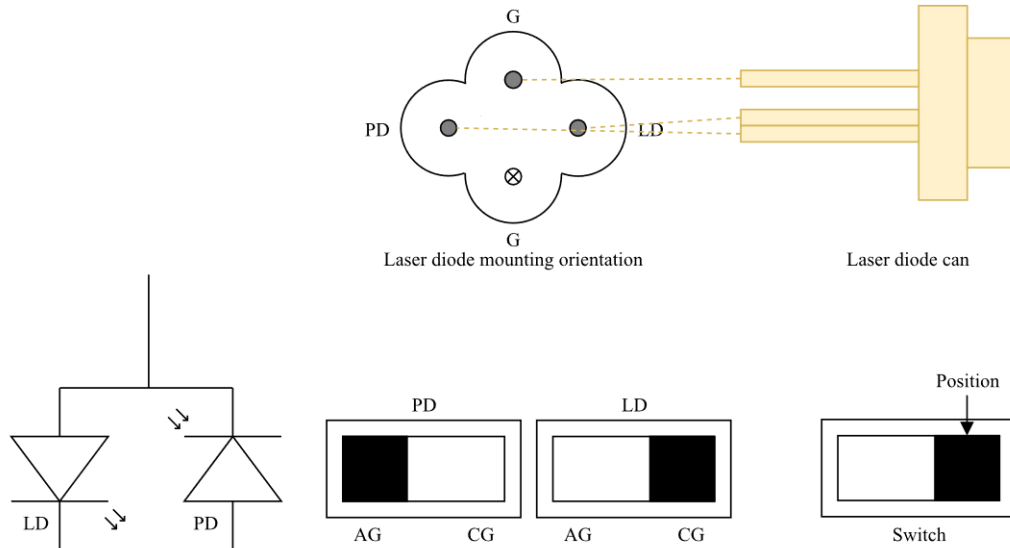 G
PD
LD
G
Laser diode mounting orientation
Laser diode can
Position
PD
LD
LD
PD
AG
CG
AG
CG
Switch